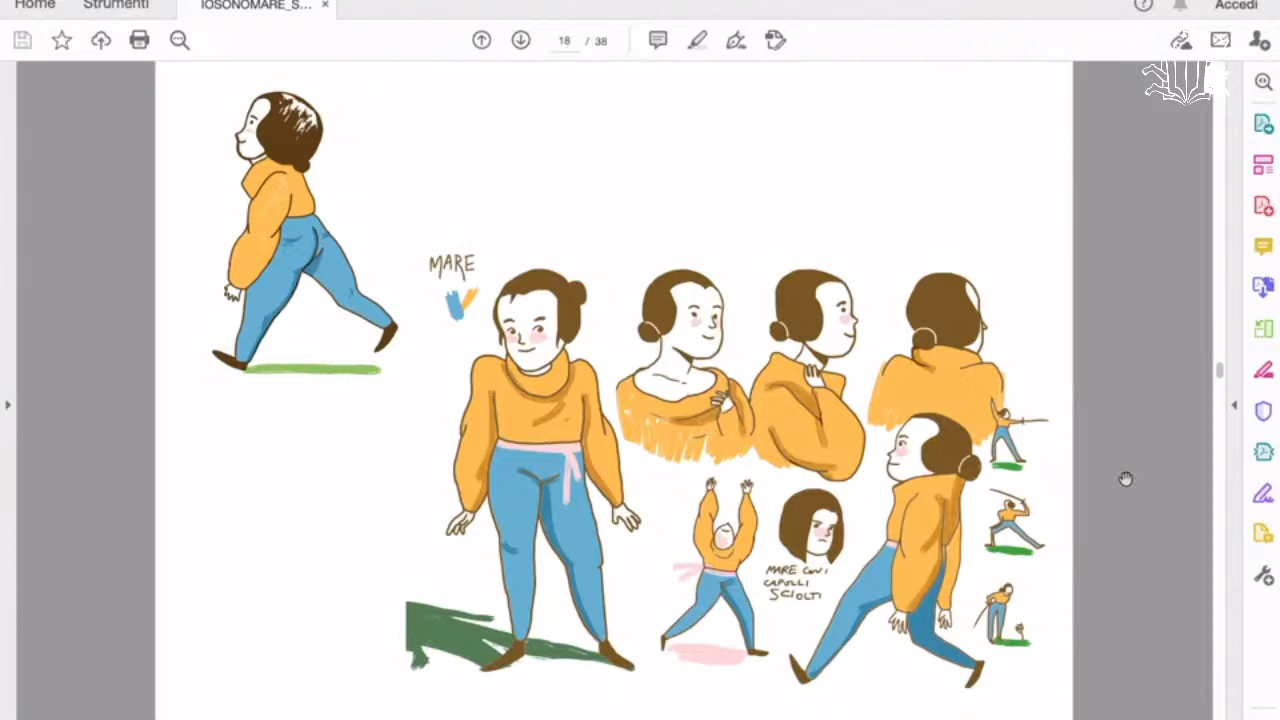 Home
Strumenti
IOSONOMARE_S...
×
Accedi
18 / 38
MARE
MARE CON I
CAPELLI
SCIOLTI